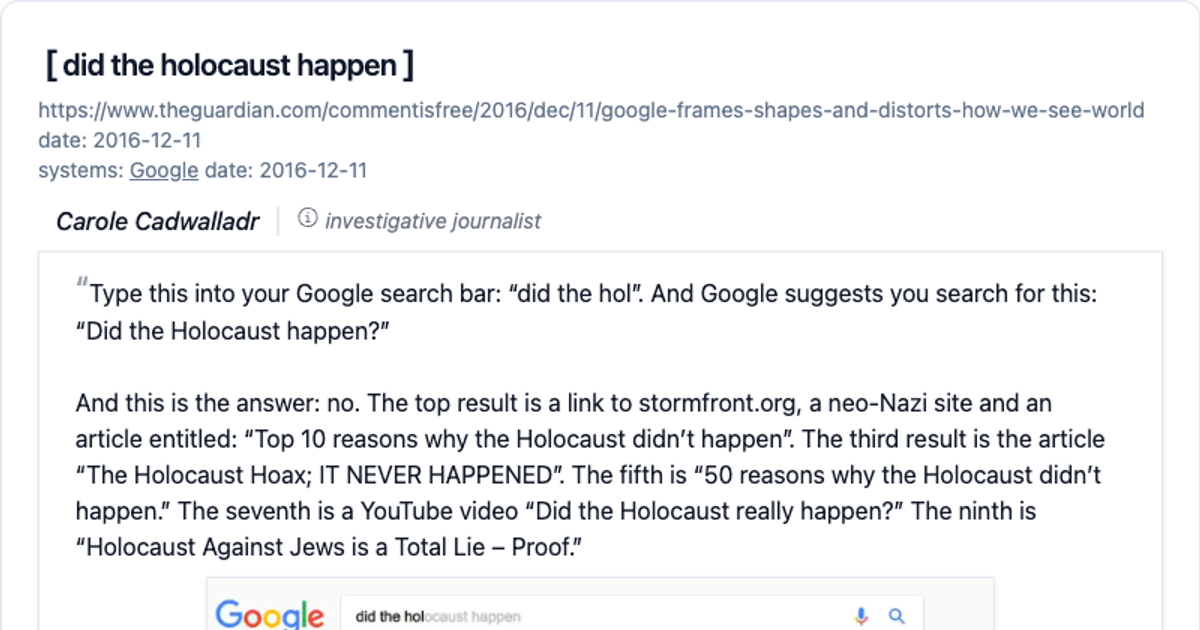 [ did the holocaust happen ]
https://www.theguardian.com/commentisfree/2016/dec/11/google-frames-shapes-and-distorts-how-we-see-world
date: 2016-12-11
systems: Google date: 2016-12-11
Carole Cadwalladr | ⓘ investigative journalist
"Type this into your Google search bar: “did the hol”. And Google suggests you search for this:
“Did the Holocaust happen?”
And this is the answer: no. The top result is a link to stormfront.org, a neo-Nazi site and an
article entitled: “Top 10 reasons why the Holocaust didn’t happen”. The third result is the article
“The Holocaust Hoax; IT NEVER HAPPENED”. The fifth is “50 reasons why the Holocaust didn’t
happen.” The seventh is a YouTube video “Did the Holocaust really happen?” The ninth is
“Holocaust Against Jews is a Total Lie – Proof.”
Google did the holocaust happen